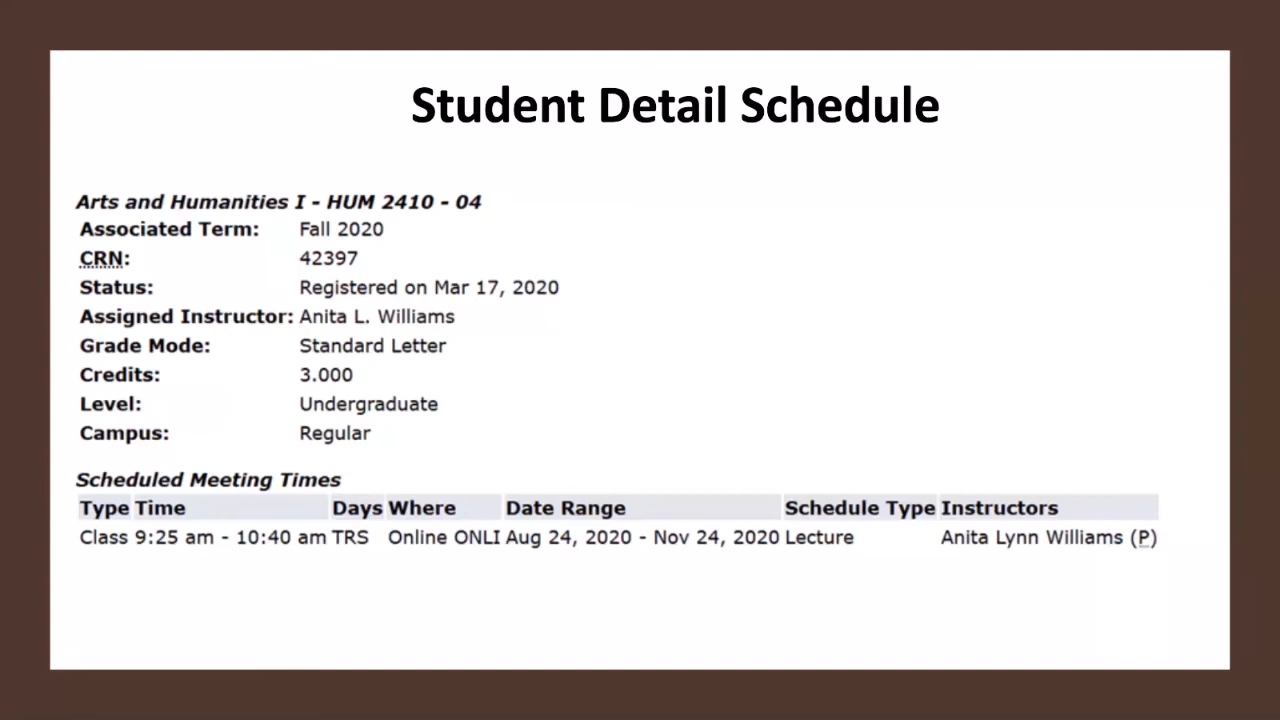 Student Detail Schedule
Arts and Humanities I - HUM 2410 - 04
Associated Term: Fall 2020
CRN: 42397
Status: Registered on Mar 17, 2020
Assigned Instructor: Anita L. Williams
Grade Mode: Standard Letter
Credits: 3.000
Level: Undergraduate
Campus: Regular
Scheduled Meeting Times
Type Time Days Where Date Range Schedule Type Instructors
Class 9:25 am - 10:40 am TRS Online ONLI Aug 24, 2020 - Nov 24, 2020 Lecture Anita Lynn Williams (P)